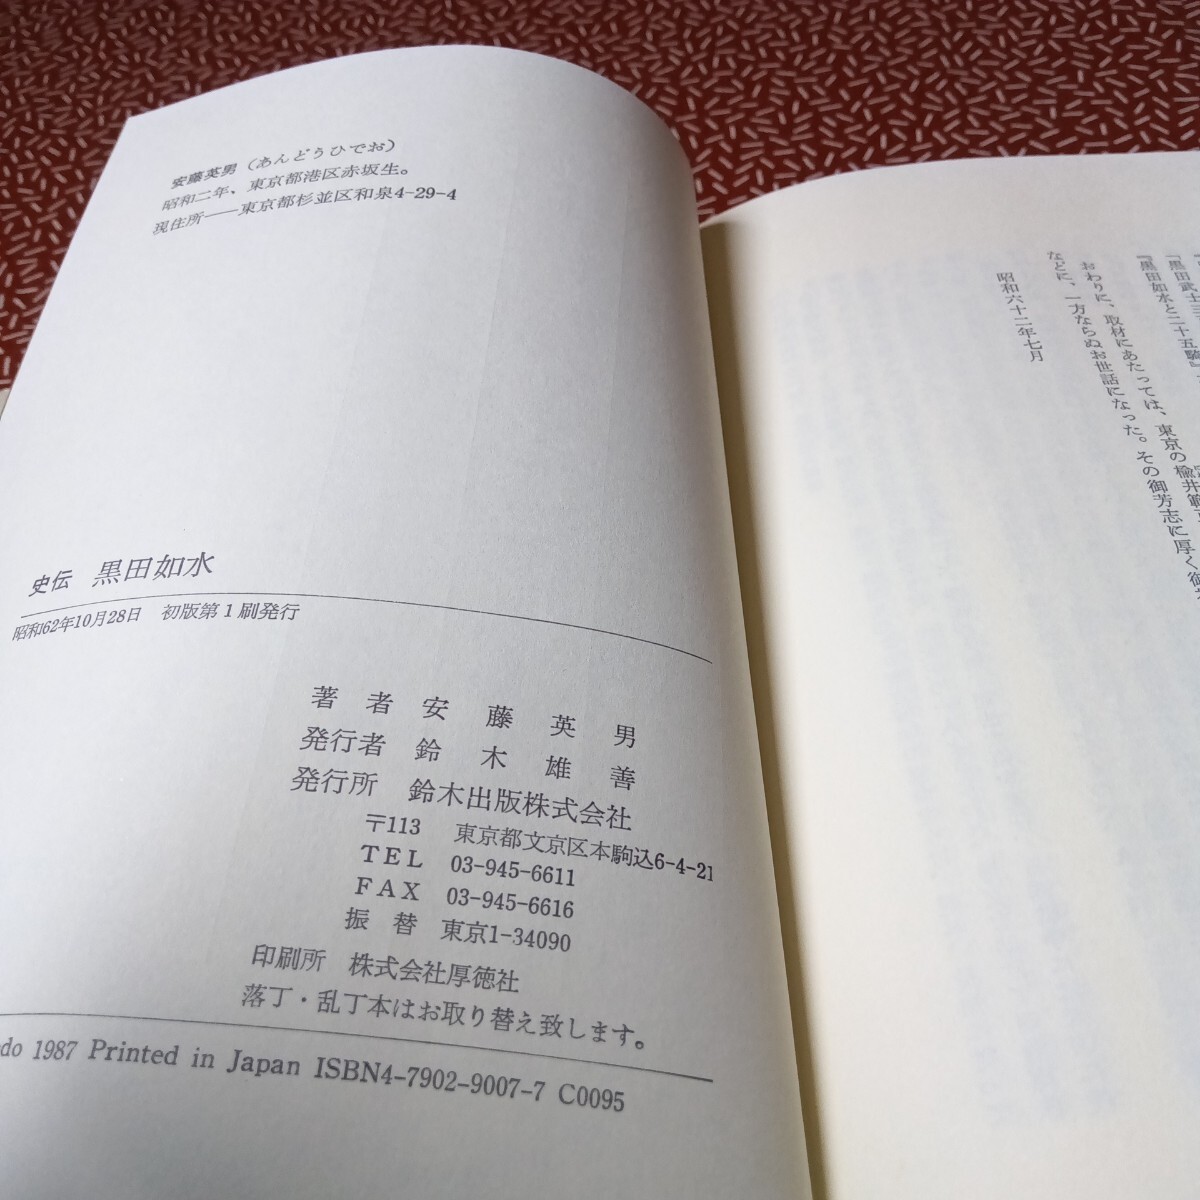 安藤英男（あんどうひでお）
昭和二年、東京都港区赤坂生。
現住所——東京都杉並区和泉4-29-4
史伝 黒田如水
昭和62年10月28日 初版第1刷発行
著者 安藤英男
発行者 鈴木雄善
発行所 鈴木出版株式会社
〒113 東京都文京区本駒込6-4-21
TEL 03-945-6611
FAX 03-945-6616
振替 東京1-34090
印刷所 株式会社厚徳社
落丁・乱丁本はお取り替え致します。
1987 Printed in Japan ISBN4-7902-9007-7 C0095
『黒田如水と二十五騎』
おわりに、取材にあたっては、東京の楡井範
などに、一方ならぬお世話になった。その御芳志に厚く御
昭和六十二年七月